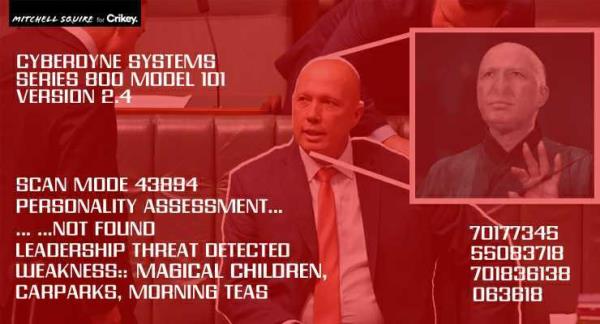 MITCHELL SQUIRE for Crikey.
CYBERDYNE SYSTEMS
SERIES 800 MODEL 101
VERSION 2.4
SCAN MODE 43894
PERSONALITY ASSESSMENT...
... ...NOT FOUND
LEADERSHIP THREAT DETECTED
WEAKNESS:: MAGICAL CHILDREN,
CARPARKS, MORNING TEAS
70177345
55083718
701836138
063618